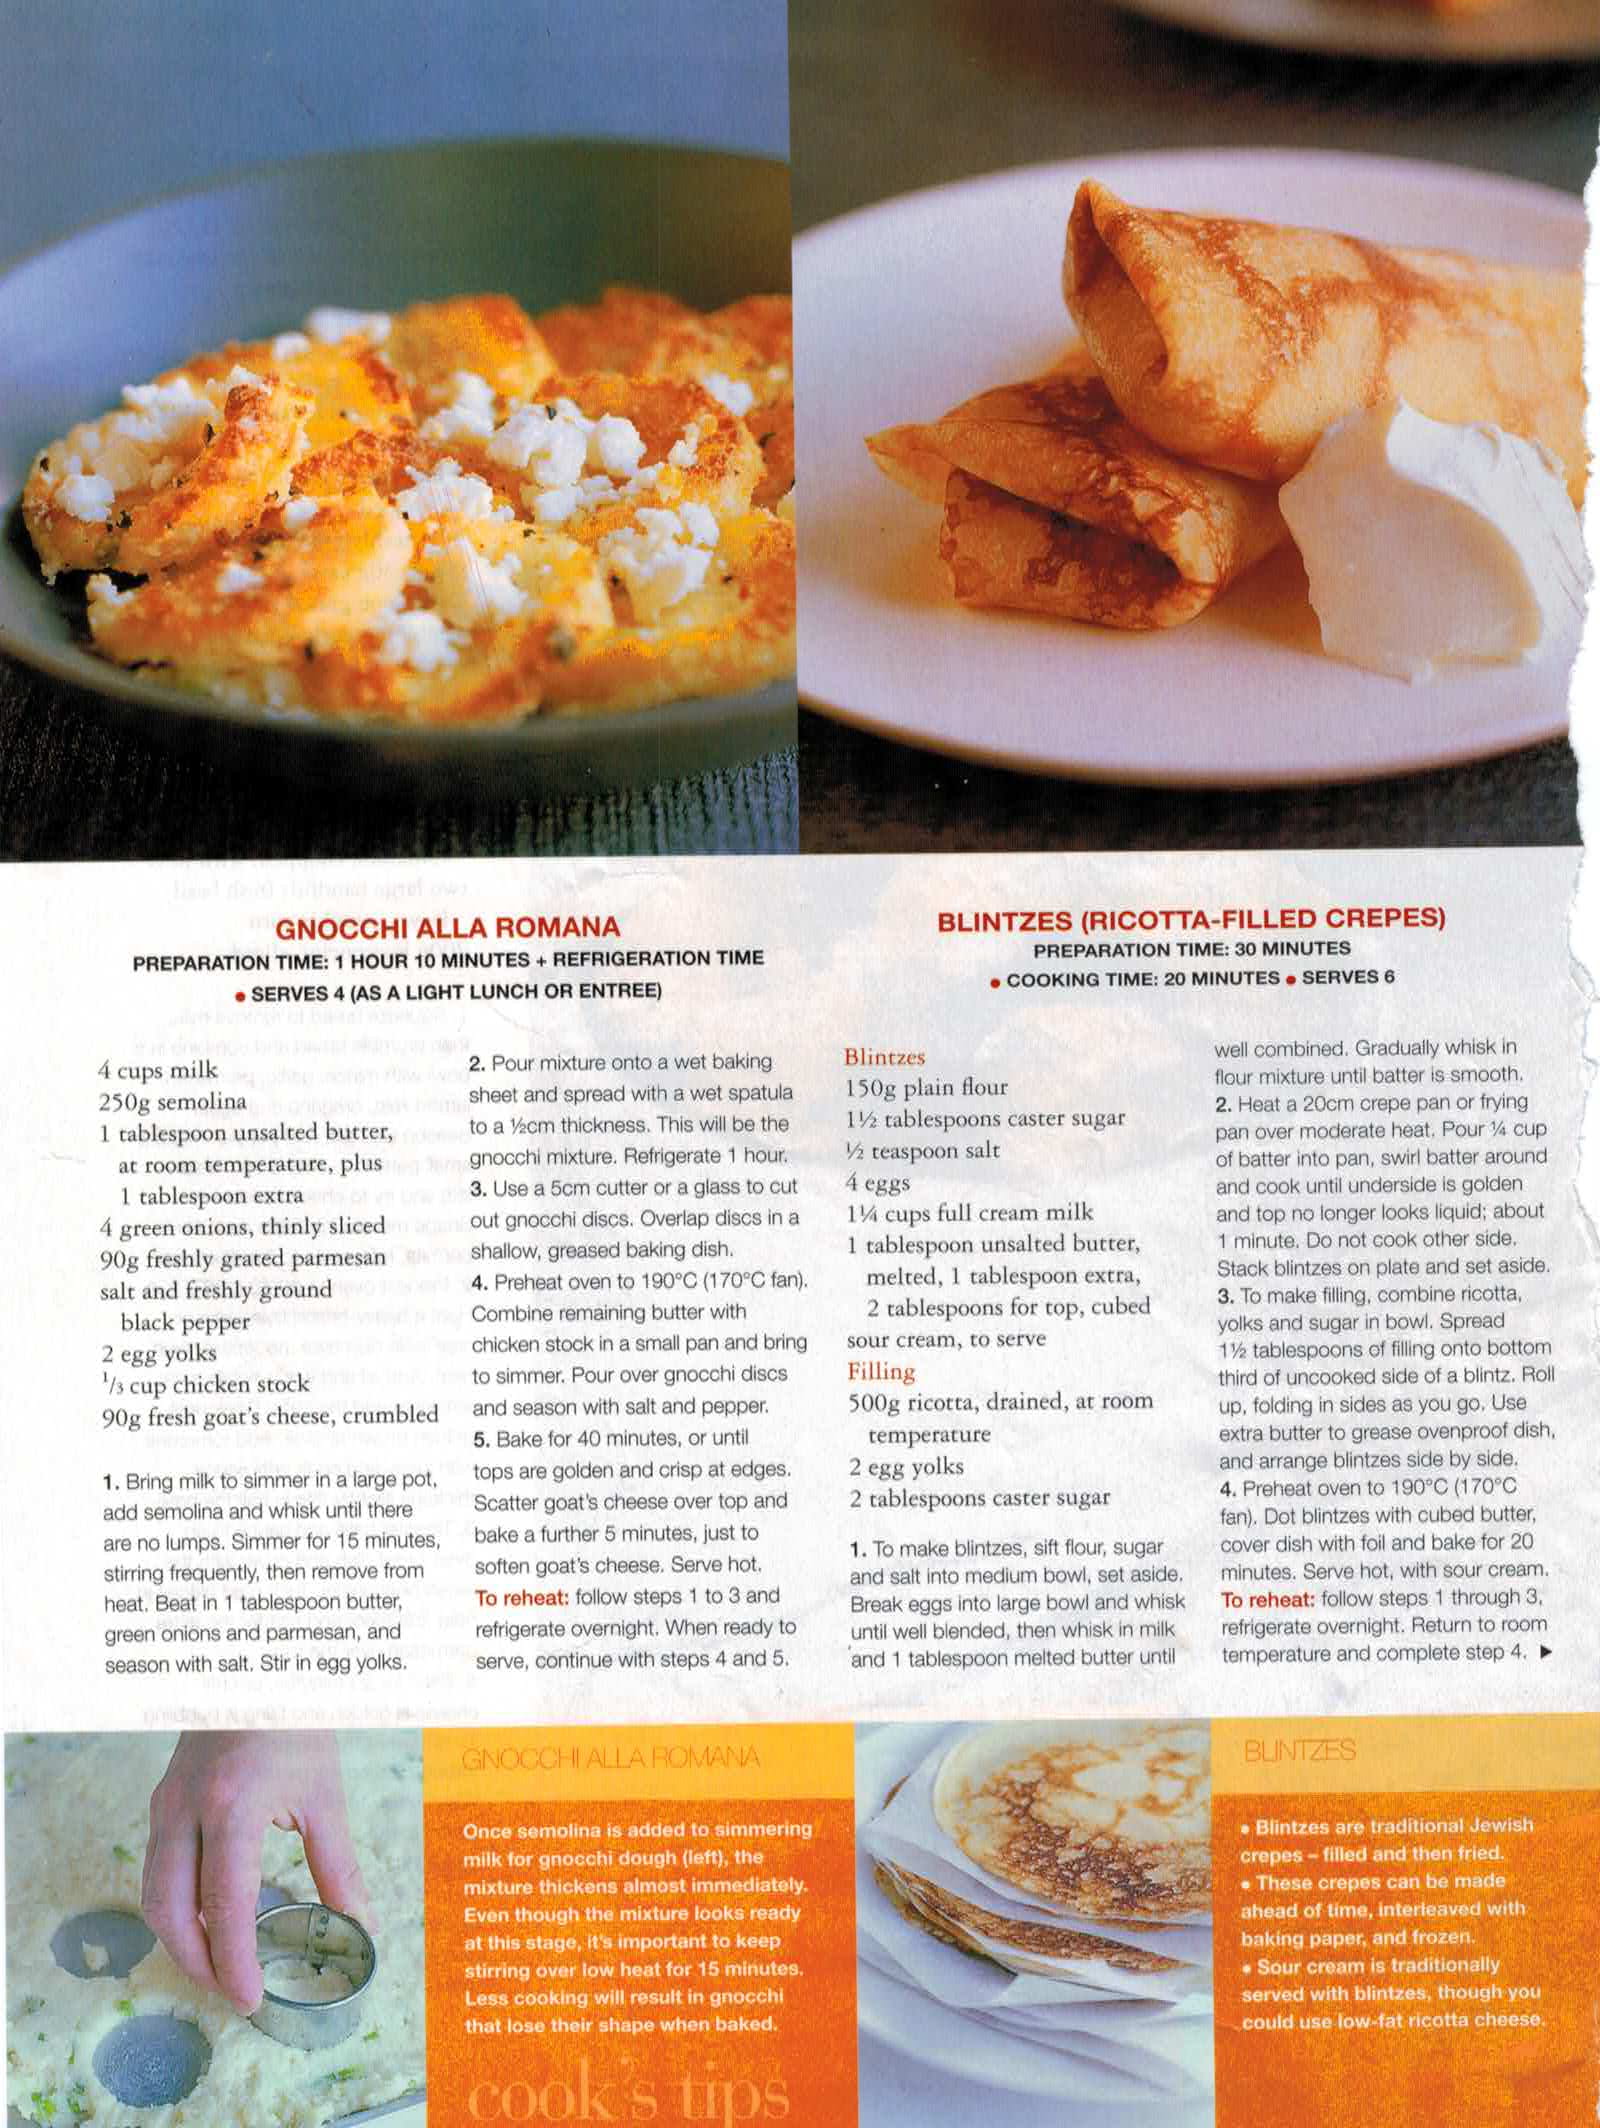 GNOCCHI ALLA ROMANA
PREPARATION TIME: 1 HOUR 10 MINUTES + REFRIGERATION TIME
• SERVES 4 (AS A LIGHT LUNCH OR ENTREE)
4 cups milk
250g semolina
1 tablespoon unsalted butter,
at room temperature, plus
1 tablespoon extra
4 green onions, thinly sliced
90g freshly grated parmesan
salt and freshly ground
black pepper
2 egg yolks
1/3 cup chicken stock
90g fresh goat's cheese, crumbled
1. Bring milk to simmer in a large pot,
add semolina and whisk until there
are no lumps. Simmer for 15 minutes,
stirring frequently, then remove from
heat. Beat in 1 tablespoon butter,
green onions and parmesan, and
season with salt. Stir in egg yolks.
2. Pour mixture onto a wet baking
sheet and spread with a wet spatula
to a ½cm thickness. This will be the
gnocchi mixture. Refrigerate 1 hour.
3. Use a 5cm cutter or a glass to cut
out gnocchi discs. Overlap discs in a
shallow, greased baking dish.
4. Preheat oven to 190°C (170°C fan).
Combine remaining butter with
chicken stock in a small pan and bring
to simmer. Pour over gnocchi discs
and season with salt and pepper.
5. Bake for 40 minutes, or until
tops are golden and crisp at edges.
Scatter goat's cheese over top and
bake a further 5 minutes, just to
soften goat's cheese. Serve hot.
To reheat: follow steps 1 to 3 and
refrigerate overnight. When ready to
serve, continue with steps 4 and 5.
BLINTZES (RICOTTA-FILLED CREPES)
PREPARATION TIME: 30 MINUTES
• COOKING TIME: 20 MINUTES • SERVES 6
Blintzes
150g plain flour
1½ tablespoons caster sugar
½ teaspoon salt
4 eggs
1¼ cups full cream milk
1 tablespoon unsalted butter,
melted, 1 tablespoon extra,
2 tablespoons for top, cubed
sour cream, to serve
Filling
500g ricotta, drained, at room
temperature
2 egg yolks
2 tablespoons caster sugar
1. To make blintzes, sift flour, sugar
and salt into medium bowl, set aside.
Break eggs into large bowl and whisk
until well blended, then whisk in milk
and 1 tablespoon melted butter until
well combined. Gradually whisk in
flour mixture until batter is smooth.
2. Heat a 20cm crepe pan or frying
pan over moderate heat. Pour ¼ cup
of batter into pan, swirl batter around
and cook until underside is golden
and top no longer looks liquid; about
1 minute. Do not cook other side.
Stack blintzes on plate and set aside.
3. To make filling, combine ricotta,
yolks and sugar in bowl. Spread
1½ tablespoons of filling onto bottom
third of uncooked side of a blintz. Roll
up, folding in sides as you go. Use
extra butter to grease ovenproof dish,
and arrange blintzes side by side.
4. Preheat oven to 190°C (170°C
fan). Dot blintzes with cubed butter,
cover dish with foil and bake for 20
minutes. Serve hot, with sour cream.
To reheat: follow steps 1 through 3,
refrigerate overnight. Return to room
temperature and complete step 4. ▶
GNOCCHI ALLA ROMANA
Once semolina is added to simmering
milk for gnocchi dough (left), the
mixture thickens almost immediately.
Even though the mixture looks ready
at this stage, it's important to keep
stirring over low heat for 15 minutes.
Less cooking will result in gnocchi
that lose their shape when baked.
cook's tips
BLINTZES
• Blintzes are traditional Jewish
crepes – filled and then fried.
• These crepes can be made
ahead of time, interleaved with
baking paper, and frozen.
• Sour cream is traditionally
served with blintzes, though you
could use low-fat ricotta cheese.